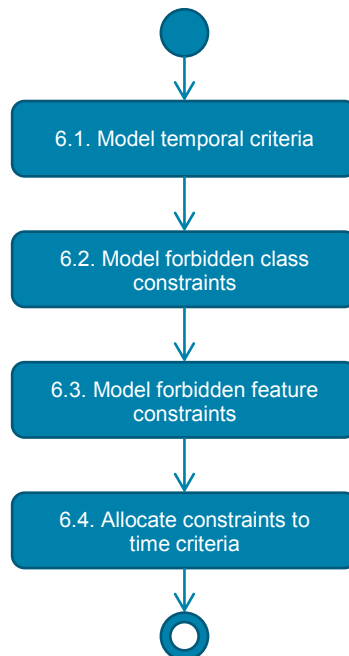 6.1. Model temporal criteria
6.2. Model forbidden class
constraints
6.3. Model forbidden feature
constraints
6.4. Allocate constraints to
time criteria